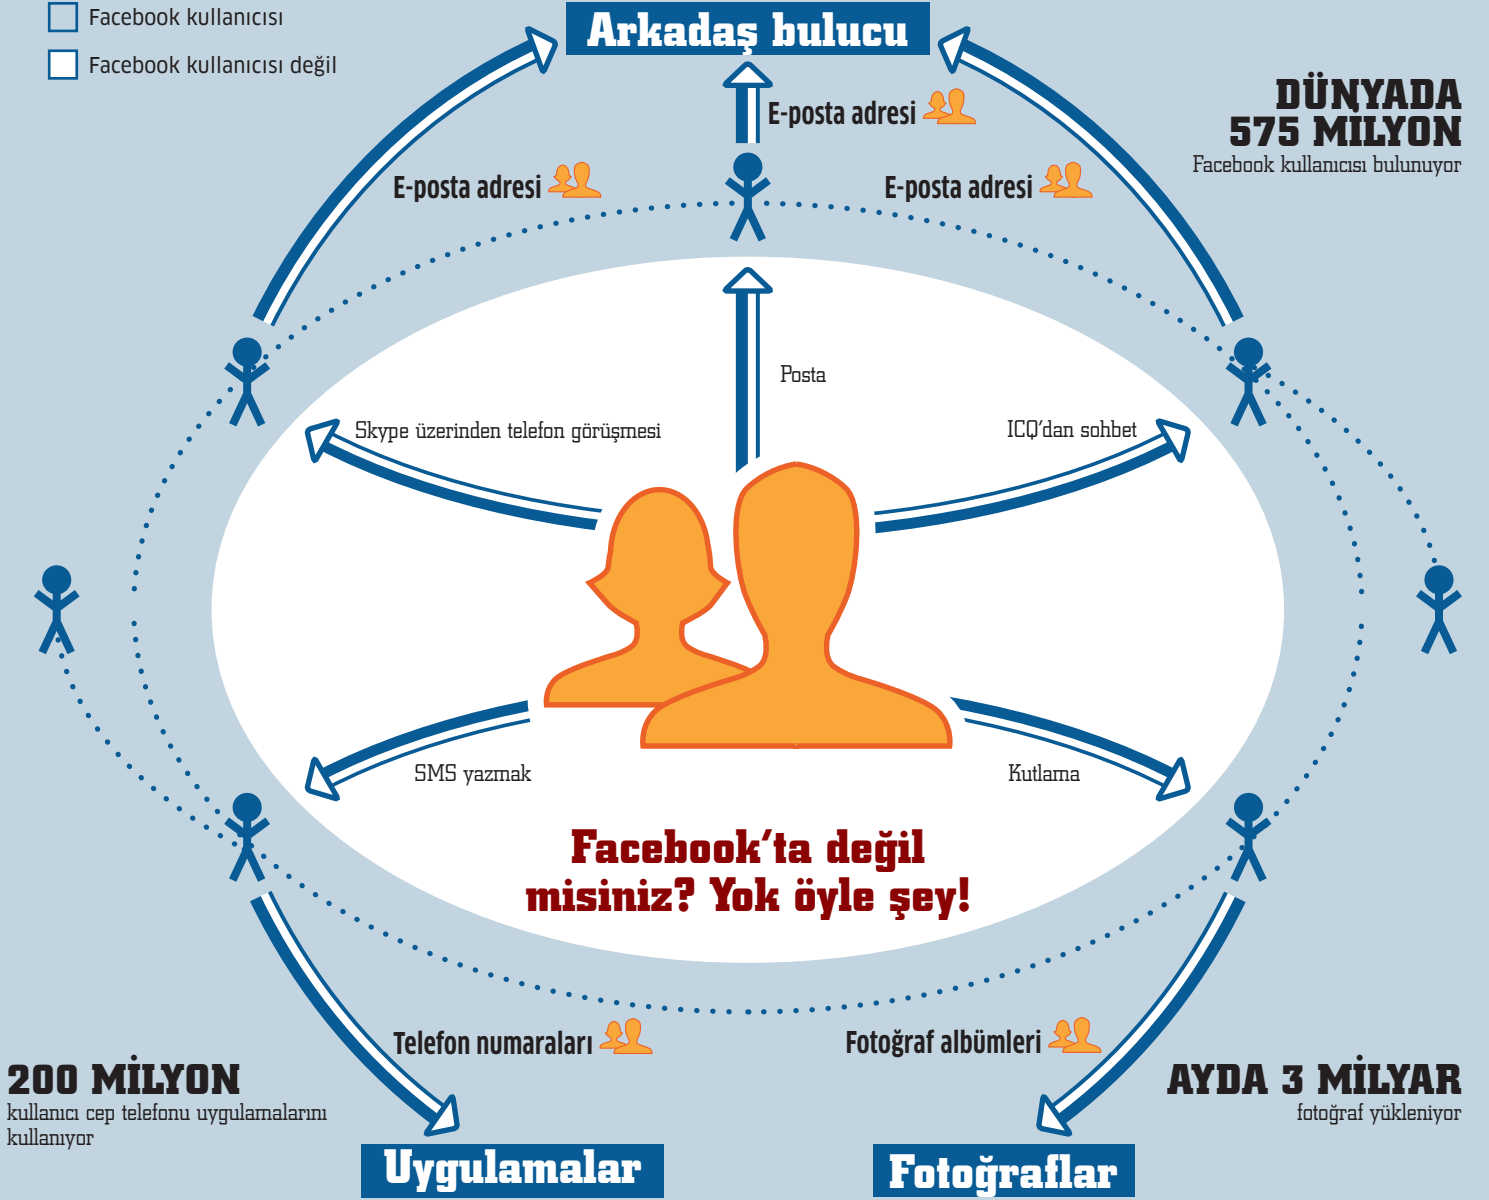 Facebook kullanıcısı
Facebook kullanıcısı değil
Arkadaş bulucu
DÜNYADA
575 MİLYON
Facebook kullanıcısı bulunuyor
E-posta adresi
E-posta adresi
E-posta adresi
Posta
Skype üzerinden telefon görüşmesi
ICQ'dan sohbet
SMS yazmak
Kutlama
Facebook'ta değil
misiniz? Yok öyle şey!
Telefon numaraları
Fotoğraf albümleri
200 MİLYON
kullanıcı cep telefonu uygulamalarını
kullanıyor
AYDA 3 MİLYAR
fotoğraf yükleniyor
Uygulamalar
Fotoğraflar